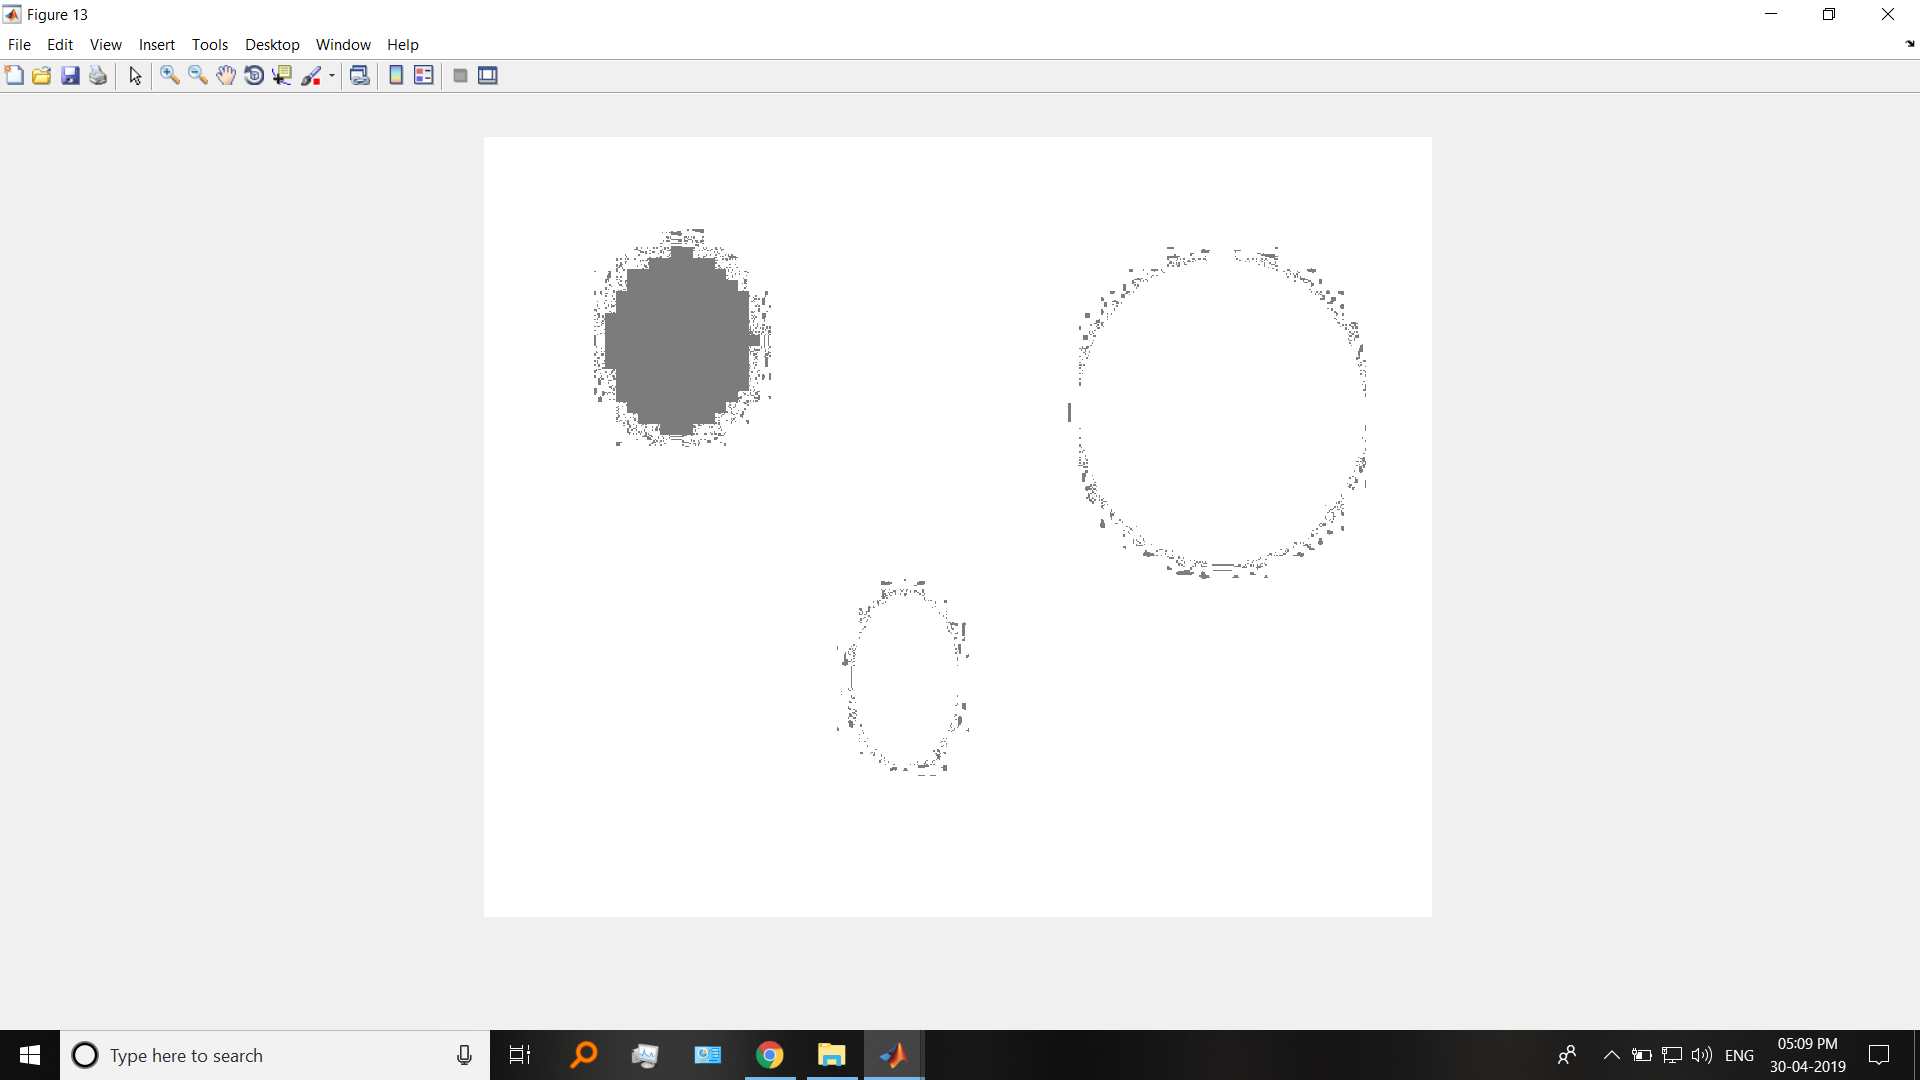 Figure 13
File Edit View Insert Tools Desktop Window Help
Type here to search
ENG
05:09 PM
30-04-2019